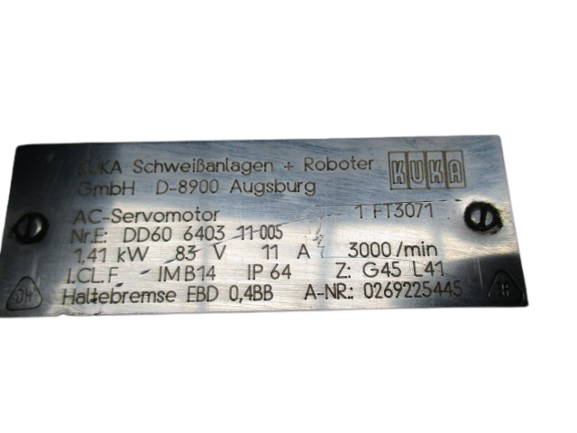 KUKA Schweißanlagen + Roboter KUKA
GmbH D-8900 Augsburg
AC-Servomotor 1 FT3071
Nr.E: DD60 6403 11-005
1,41 kW 83 V 11 A 3000/min
I.CL.F IM B14 IP 64 Z: G45 L41
Haltebremse EBD 0,4BB A-NR.: 0269225445